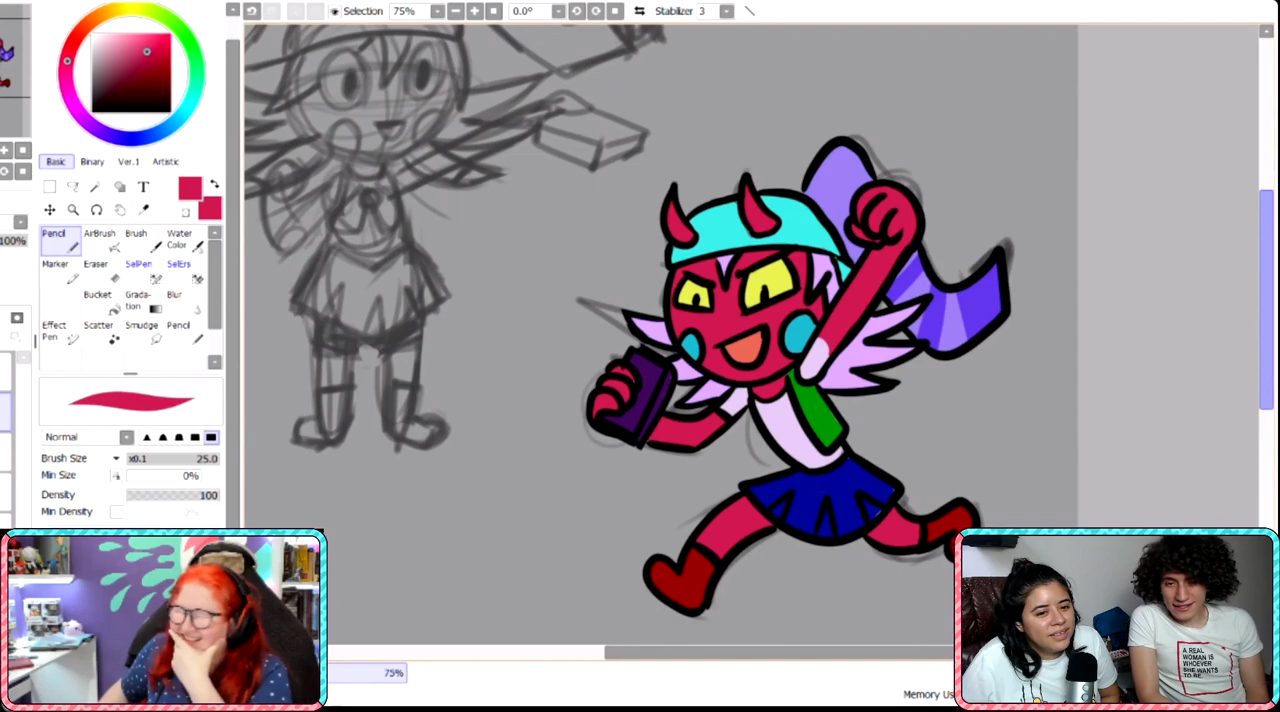 Selection 75% 0.0° Stabilizer 3
Basic Binary Ver.1 Artistic
T
100%
Pencil AirBrush Brush Water Color
Marker Eraser SelPen SelErs
Bucket Grada-tion Blur
Effect Pen Scatter Smudge Pencil
Normal
Brush Size x0.1 25.0
Min Size 0%
Density 100
Min Density
75%
Memory Us
A REAL
WOMAN IS
WHOEVER
SHE WANTS
TO BE.